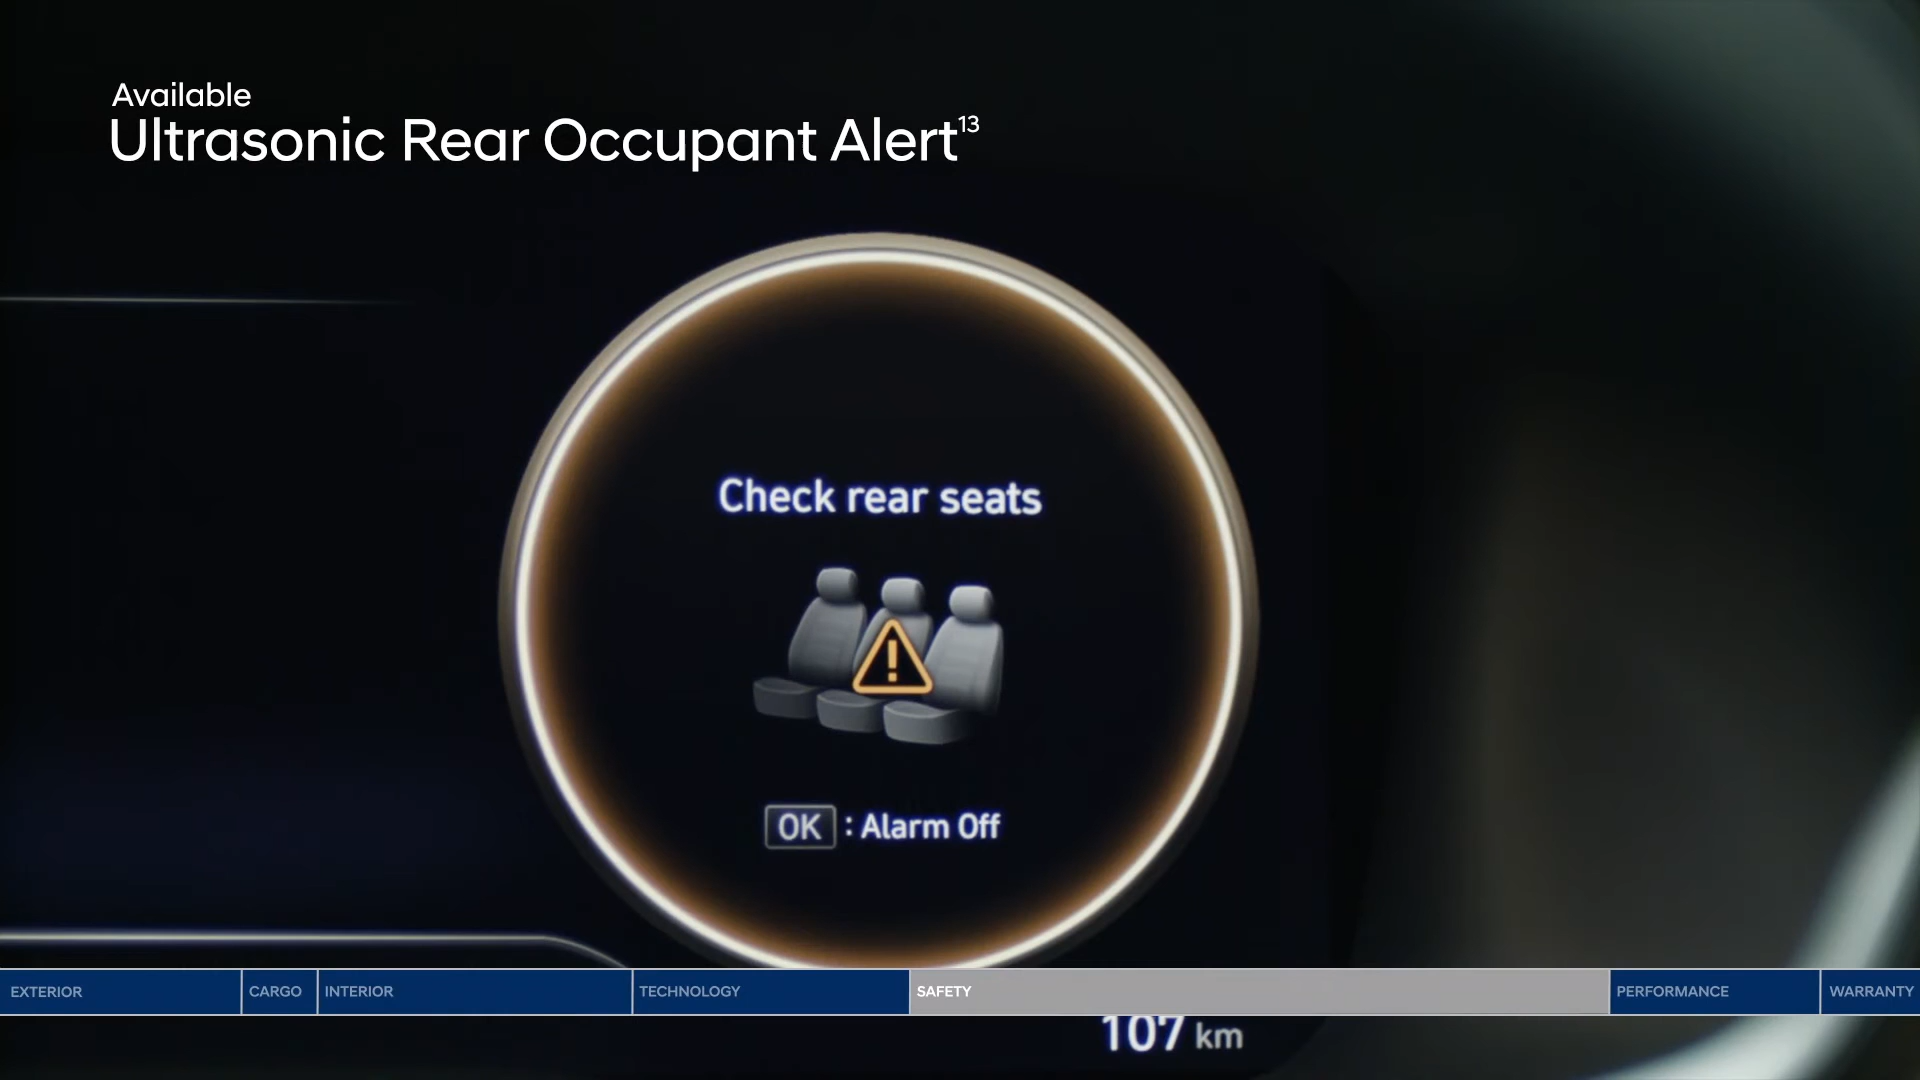 Available
Ultrasonic Rear Occupant Alert¹³
Check rear seats
OK : Alarm Off
EXTERIOR CARGO INTERIOR TECHNOLOGY SAFETY PERFORMANCE WARRANTY
107 km